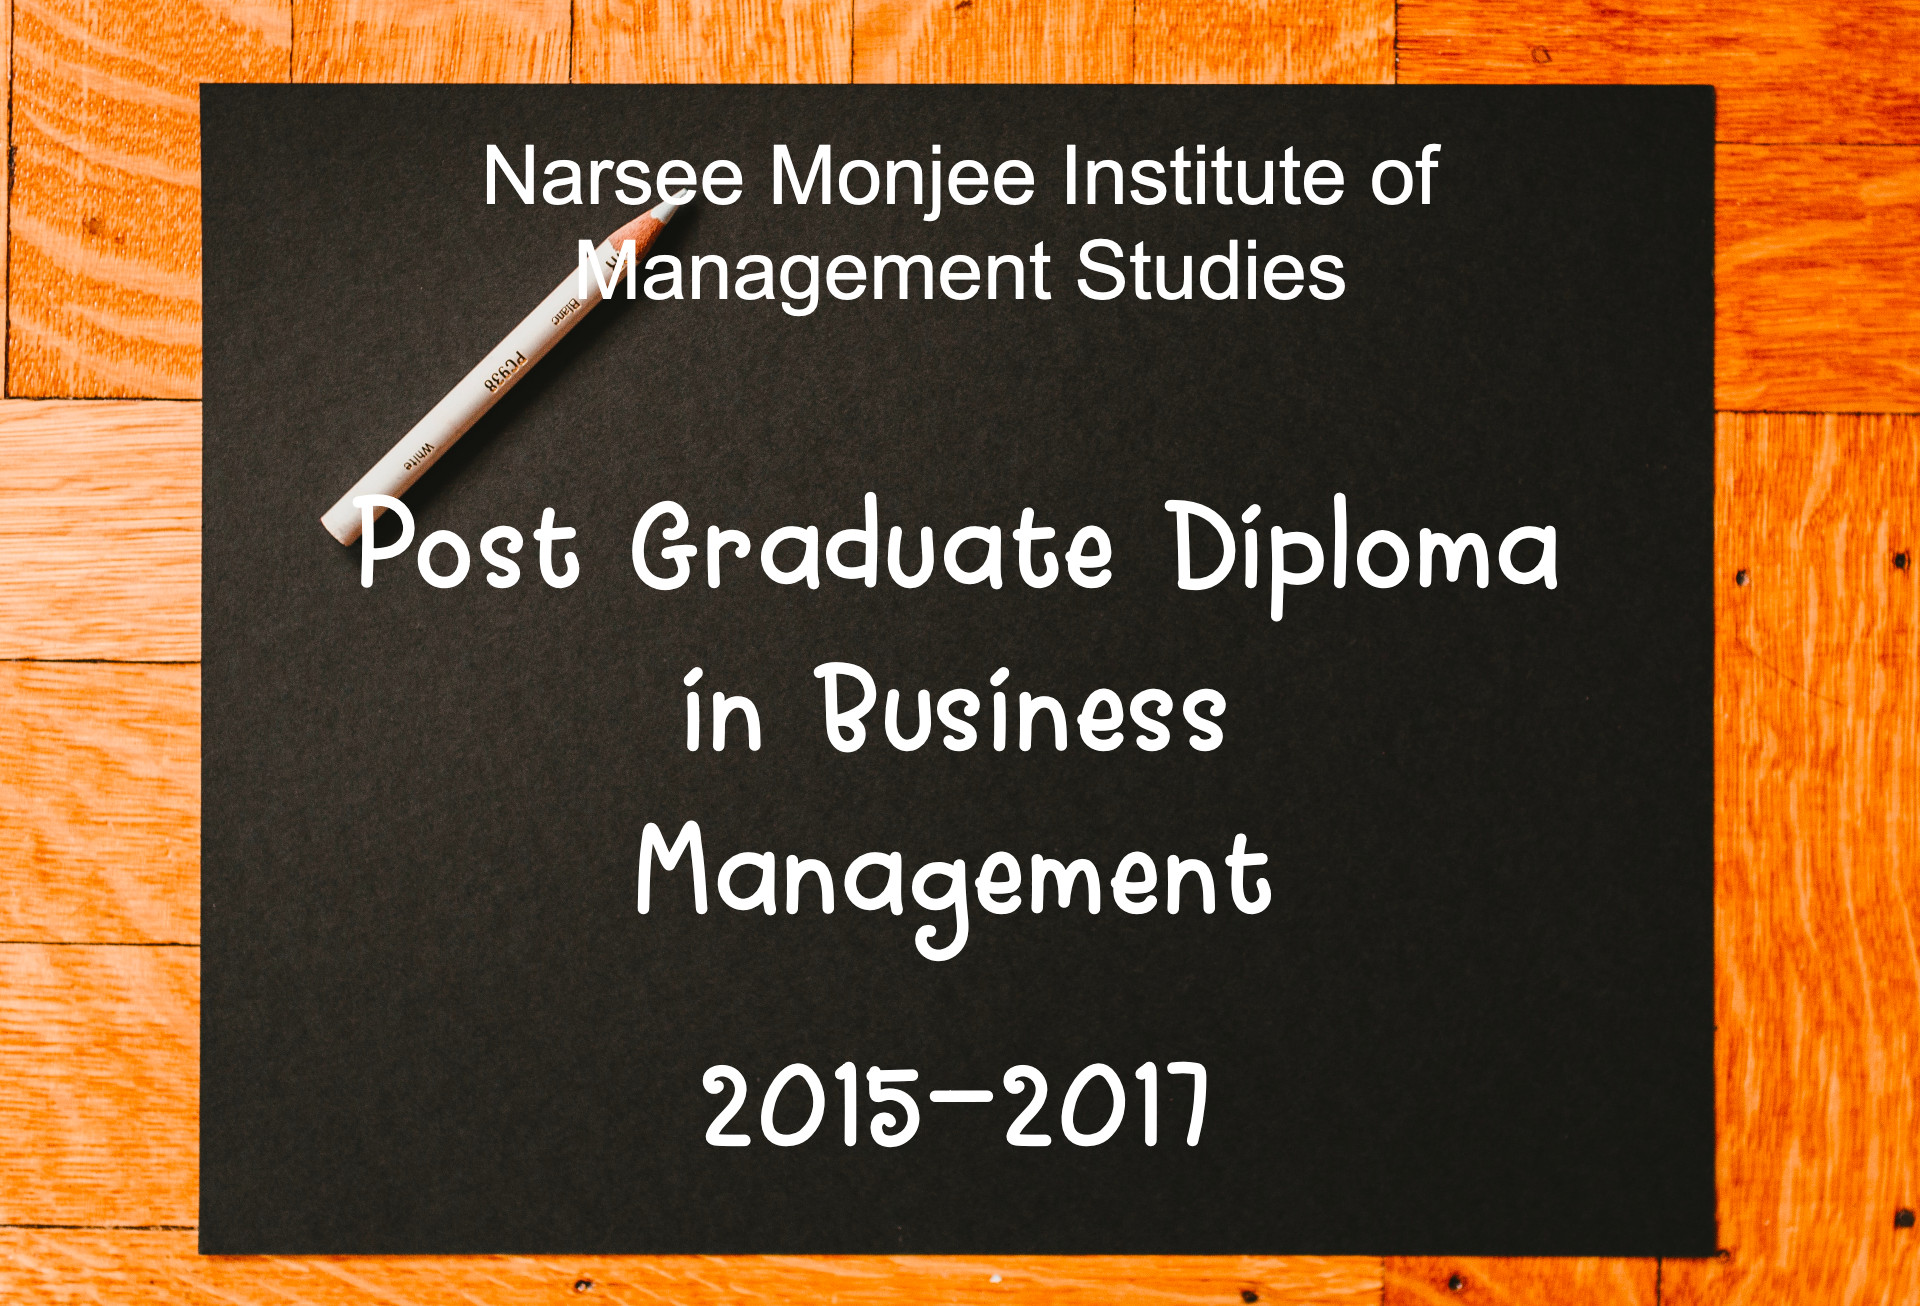 Narsee Monjee Institute of
Management Studies
Blanc
PC938
White
Post Graduate Diploma
in Business
Management
2015-2017